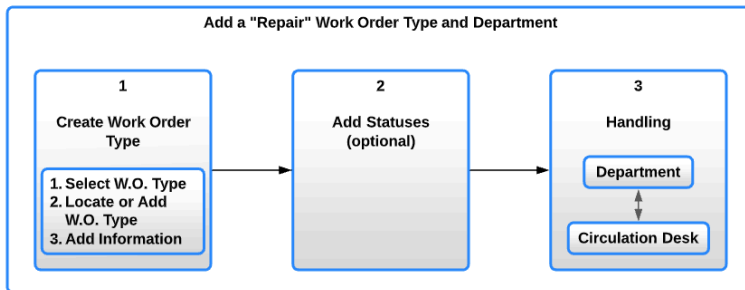 Add a "Repair" Work Order Type and Department
1
Create Work Order
Type
1. Select W.O. Type
2. Locate or Add
W.O. Type
3. Add Information
2
Add Statuses
(optional)
3
Handling
Department
Circulation Desk